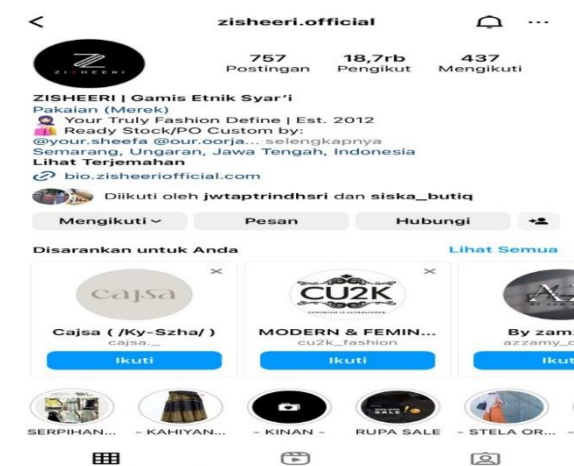 zisheeri.official
ZISHEERI
757 18,7rb 437
Postingan Pengikut Mengikuti
ZISHEERI | Gamis Etnik Syar'i
Pakaian (Merek)
Your Truly Fashion Define | Est. 2012
Ready Stock/PO Custom by:
@your.sheefa @our.oorja... selengkapnya
Semarang, Ungaran, Jawa Tengah, Indonesia
Lihat Terjemahan
bio.zisheeriofficial.com
Diikuti oleh jwtaptrindhsri dan siska_butiq
Mengikuti Pesan Hubungi
Disarankan untuk Anda Lihat Semua
cajsa CU2K
Cajsa ( /Ky-Szha/ ) MODERN & FEMIN... By zam
cajsa._ cu2k_fashion azzamy_
Ikuti Ikuti Ikut
SERPIHAN... - KAHIYAN... - KINAN - RUPA SALE - STELA OR... -